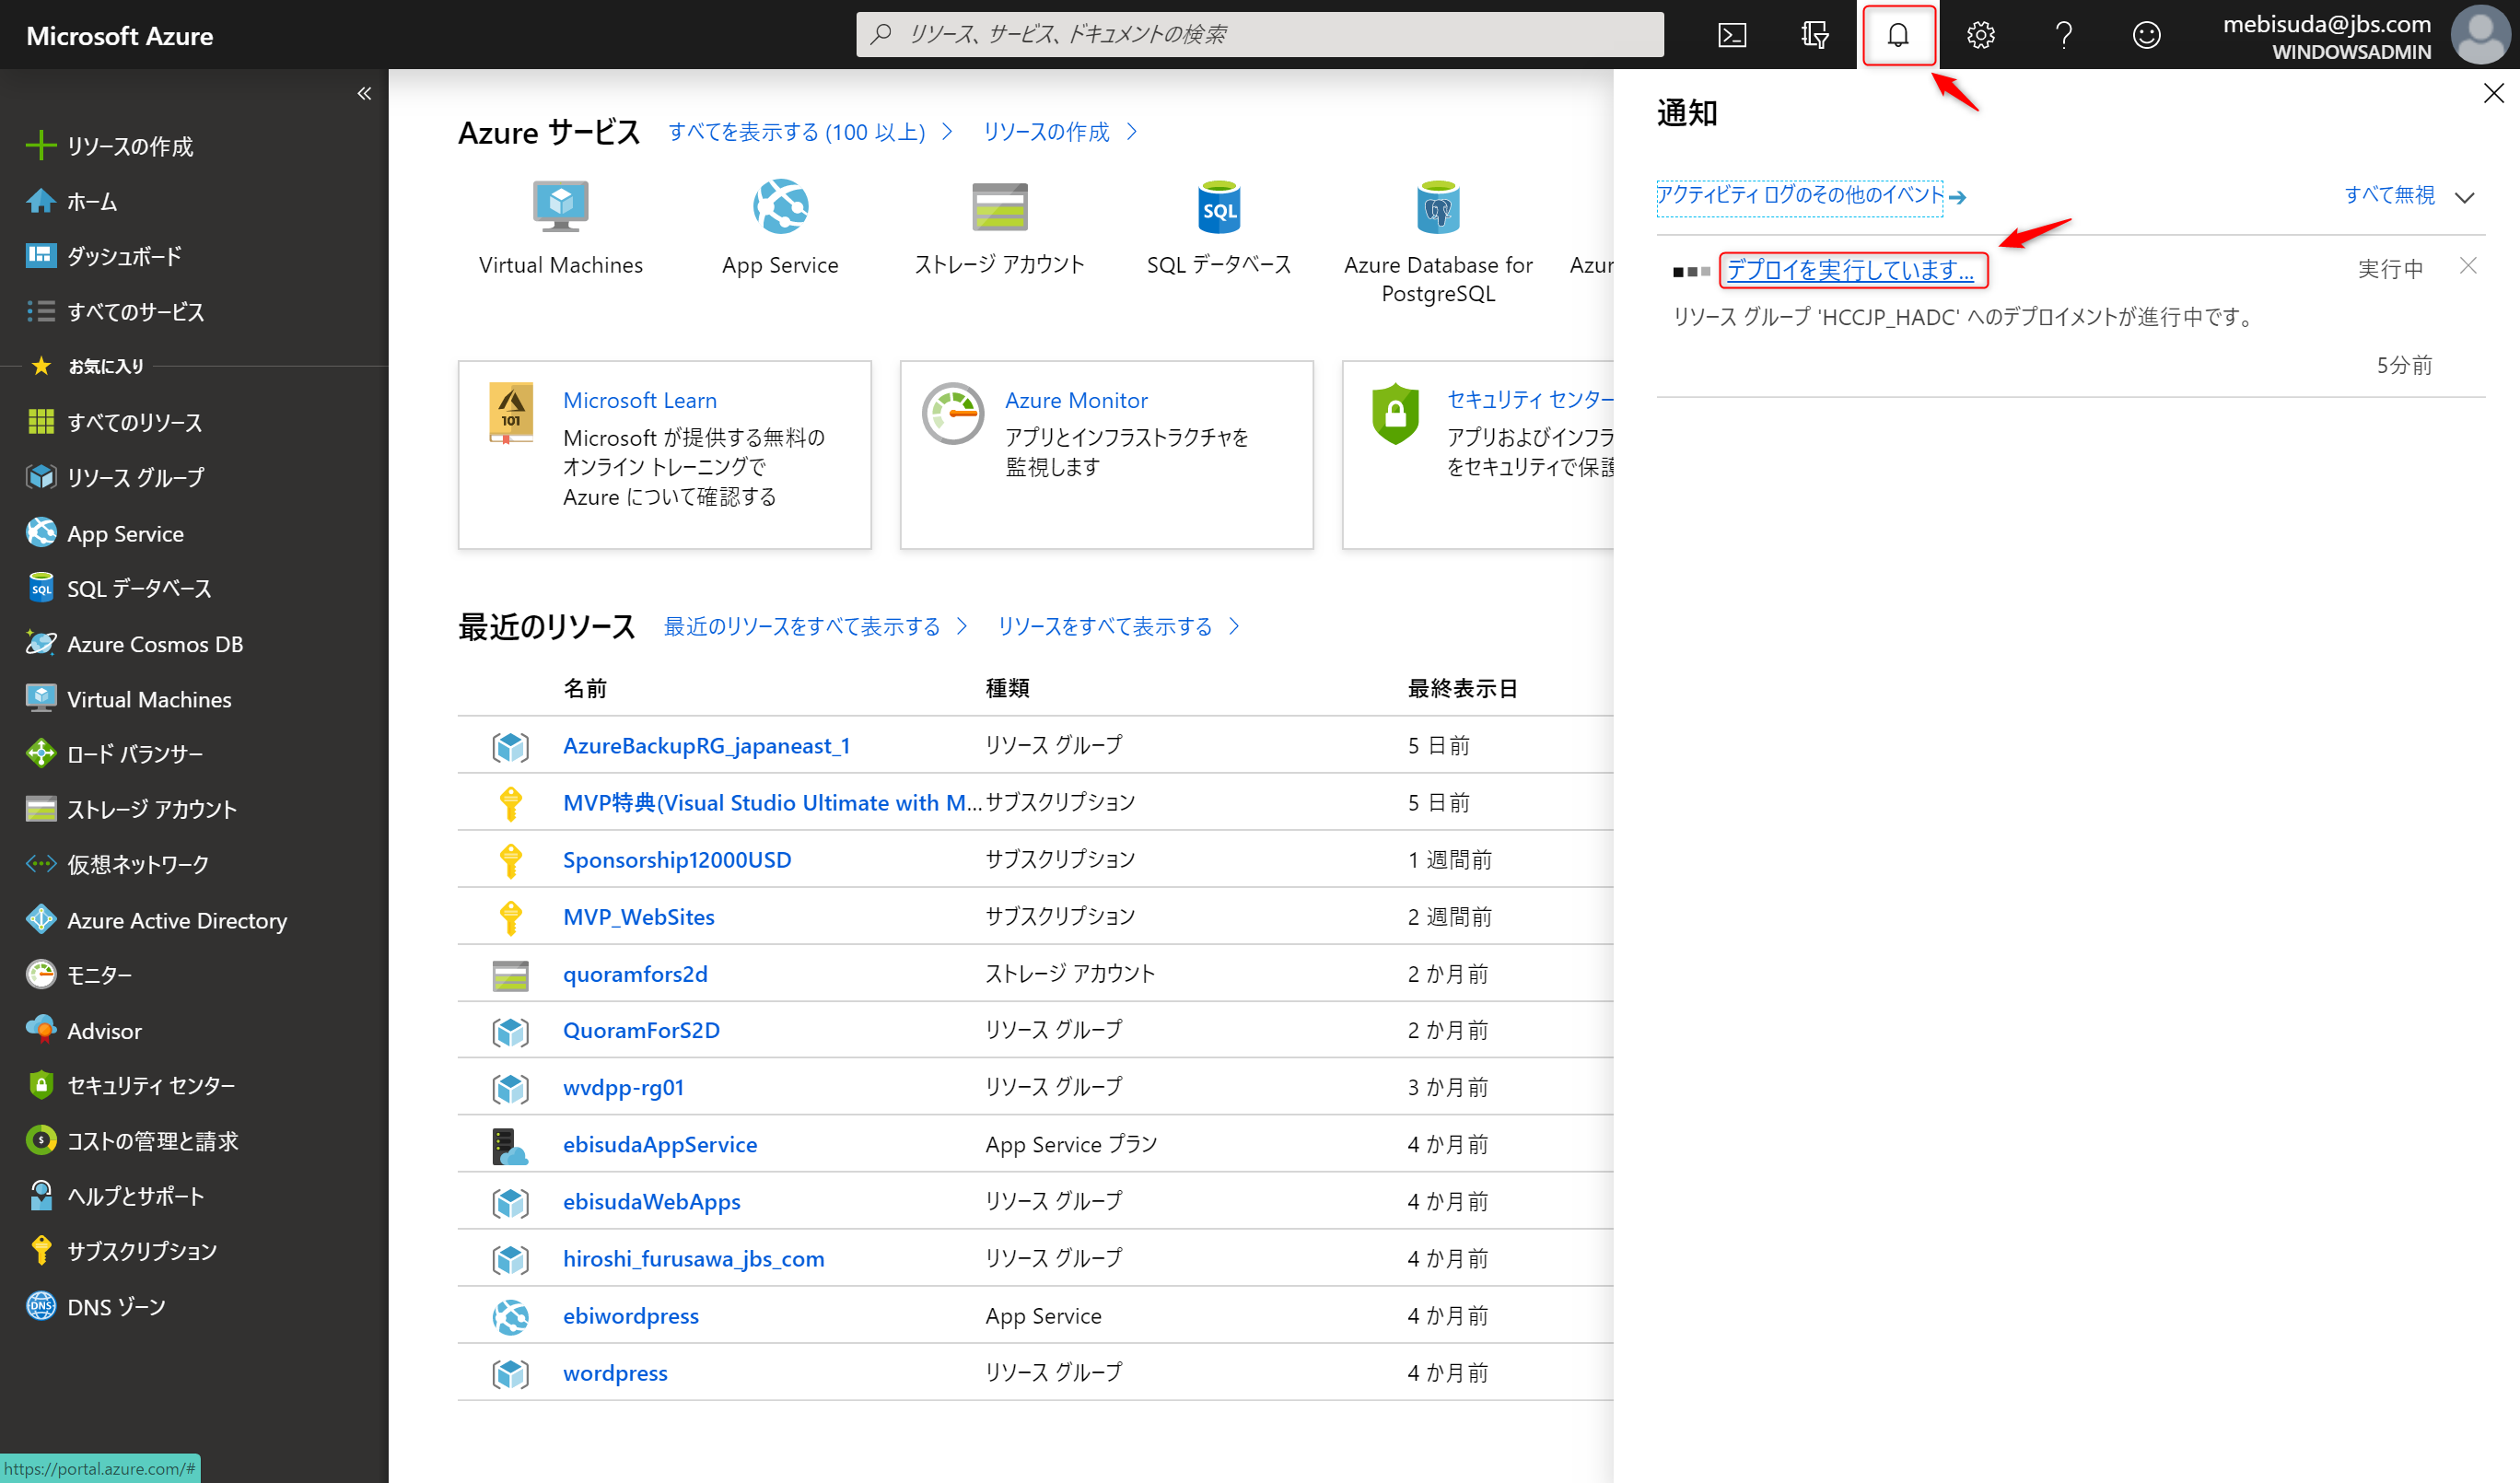 Microsoft Azure
リソース、サービス、ドキュメントの検索
mebisuda@jbs.com
WINDOWSADMIN
リソースの作成
ホーム
ダッシュボード
すべてのサービス
お気に入り
すべてのリソース
リソース グループ
App Service
SQL データベース
Azure Cosmos DB
Virtual Machines
ロード バランサー
ストレージ アカウント
仮想ネットワーク
Azure Active Directory
モニター
Advisor
セキュリティ センター
コストの管理と請求
ヘルプとサポート
サブスクリプション
DNS ゾーン
https://portal.azure.com/#
Azure サービス すべてを表示する (100 以上) リソースの作成
Virtual Machines
App Service
ストレージ アカウント
SQL
SQL データベース
Azure Database for
PostgreSQL
Azur
101
Microsoft Learn
Microsoft が提供する無料の
オンライン トレーニングで
Azure について確認する
Azure Monitor
アプリとインフラストラクチャを
監視します
セキュリティ センター
アプリおよびインフラ
をセキュリティで保護
最近のリソース 最近のリソースをすべて表示する リソースをすべて表示する
名前 種類 最終表示日
AzureBackupRG_japaneast_1 リソース グループ 5 日前
MVP特典(Visual Studio Ultimate with M... サブスクリプション 5 日前
Sponsorship12000USD サブスクリプション 1 週間前
MVP_WebSites サブスクリプション 2 週間前
quoramfors2d ストレージ アカウント 2 か月前
QuoramForS2D リソース グループ 2 か月前
wvdpp-rg01 リソース グループ 3 か月前
ebisudaAppService App Service プラン 4 か月前
ebisudaWebApps リソース グループ 4 か月前
hiroshi_furusawa_jbs_com リソース グループ 4 か月前
ebiwordpress App Service 4 か月前
wordpress リソース グループ 4 か月前
通知
アクティビティ ログのその他のイベント すべて無視
デプロイを実行しています... 実行中
リソース グループ 'HCCJP_HADC' へのデプロイメントが進行中です。
5分前